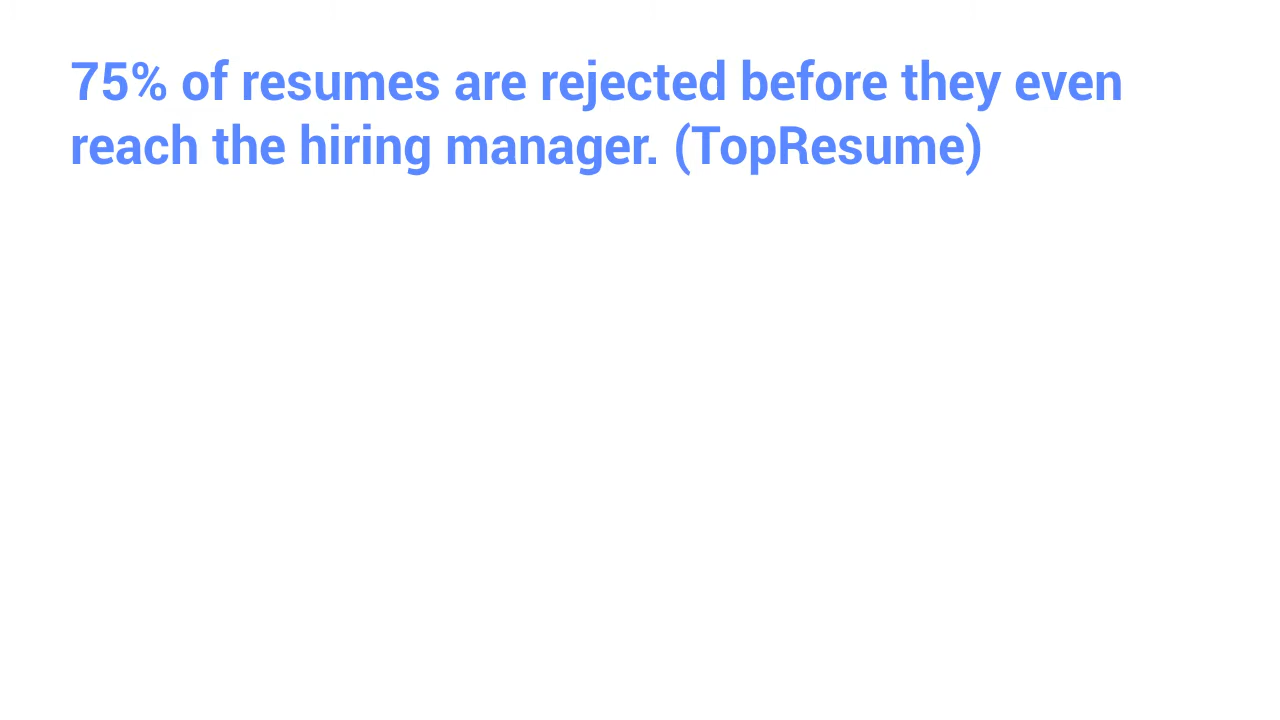 75% of resumes are rejected before they even
reach the hiring manager. (TopResume)